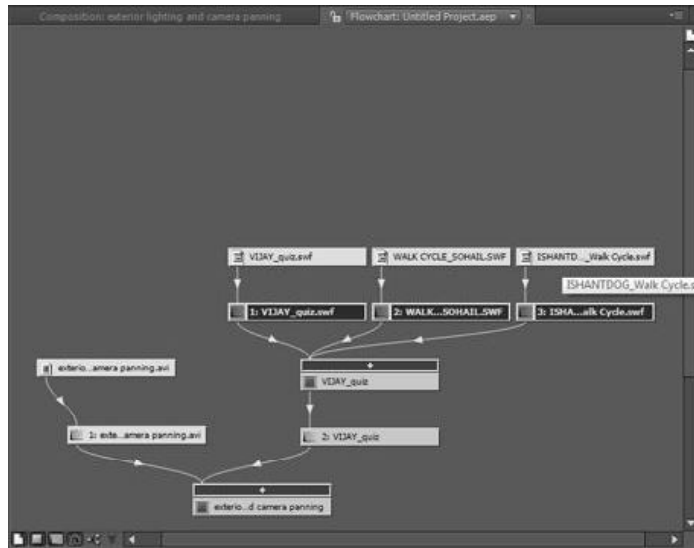 Composition: exterior lighting and camera panning
Flowchart: Untitled Project.aep
VIJAY_quiz.swf
WALK CYCLE_SOHAIL.SWF
ISHANTD..._Walk Cycle.swf
ISHANTDOG_Walk Cycle.s
1: VIJAY_quiz.swf
2: WALK...SOHAIL.SWF
3: ISHA...alk Cycle.swf
exterio...amera panning.avi
VIJAY_quiz
1: exte...amera panning.avi
2: VIJAY_quiz
exterio...d camera panning